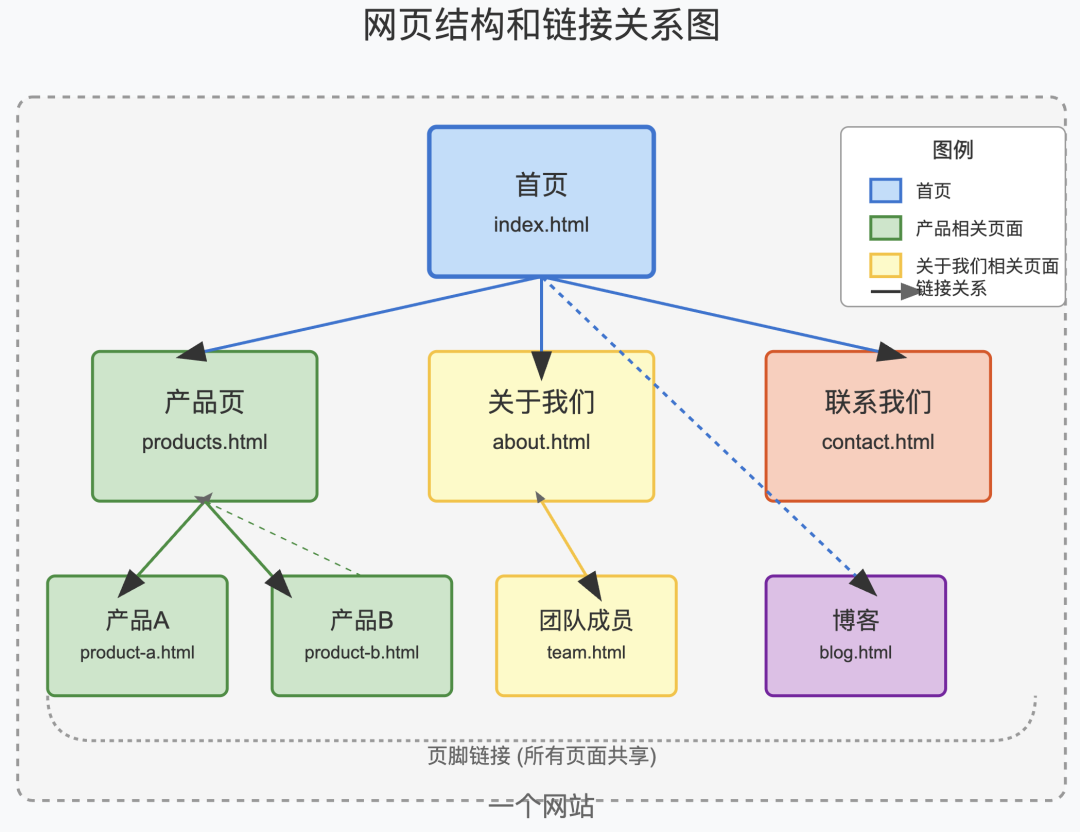 网页结构和链接关系图
首页
index.html
图例
首页
产品相关页面
关于我们相关页面
链接关系
产品页
products.html
关于我们
about.html
联系我们
contact.html
产品A
product-a.html
产品B
product-b.html
团队成员
team.html
博客
blog.html
页脚链接 (所有页面共享)
一个网站